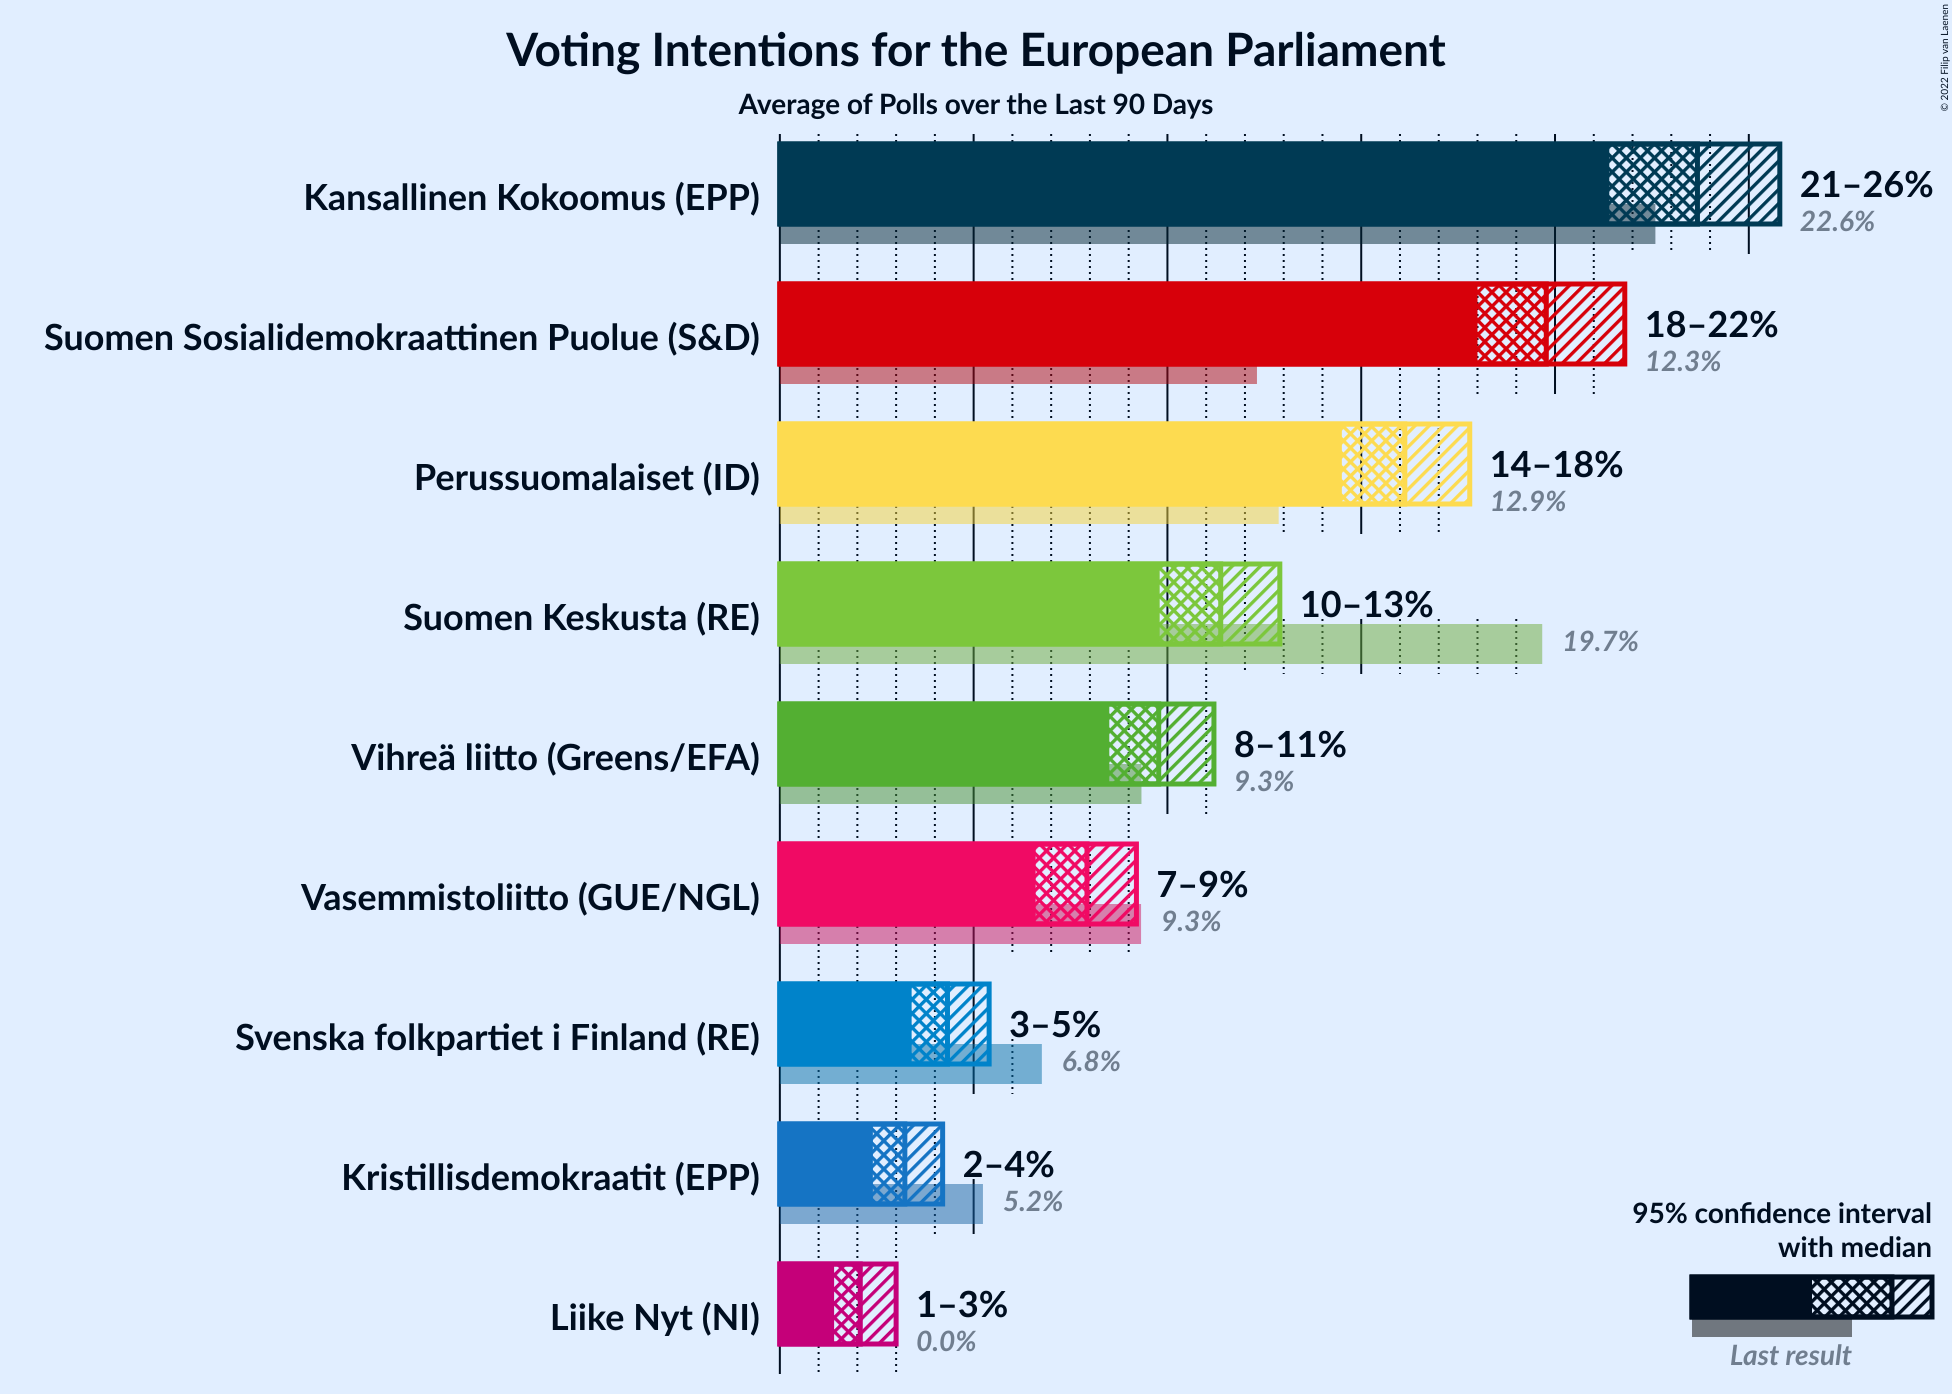 Voting Intentions for the European Parliament
Average of Polls over the Last 90 Days
© 2022 Filip van Laenen
Kansallinen Kokoomus (EPP)
21–26%
22.6%
Suomen Sosialidemokraattinen Puolue (S&D)
18–22%
12.3%
Perussuomalaiset (ID)
14–18%
12.9%
Suomen Keskusta (RE)
10–13%
19.7%
Vihreä liitto (Greens/EFA)
8–11%
9.3%
Vasemmistoliitto (GUE/NGL)
7–9%
9.3%
Svenska folkpartiet i Finland (RE)
3–5%
6.8%
Kristillisdemokraatit (EPP)
2–4%
5.2%
Liike Nyt (NI)
1–3%
0.0%
95% confidence interval
with median
Last result